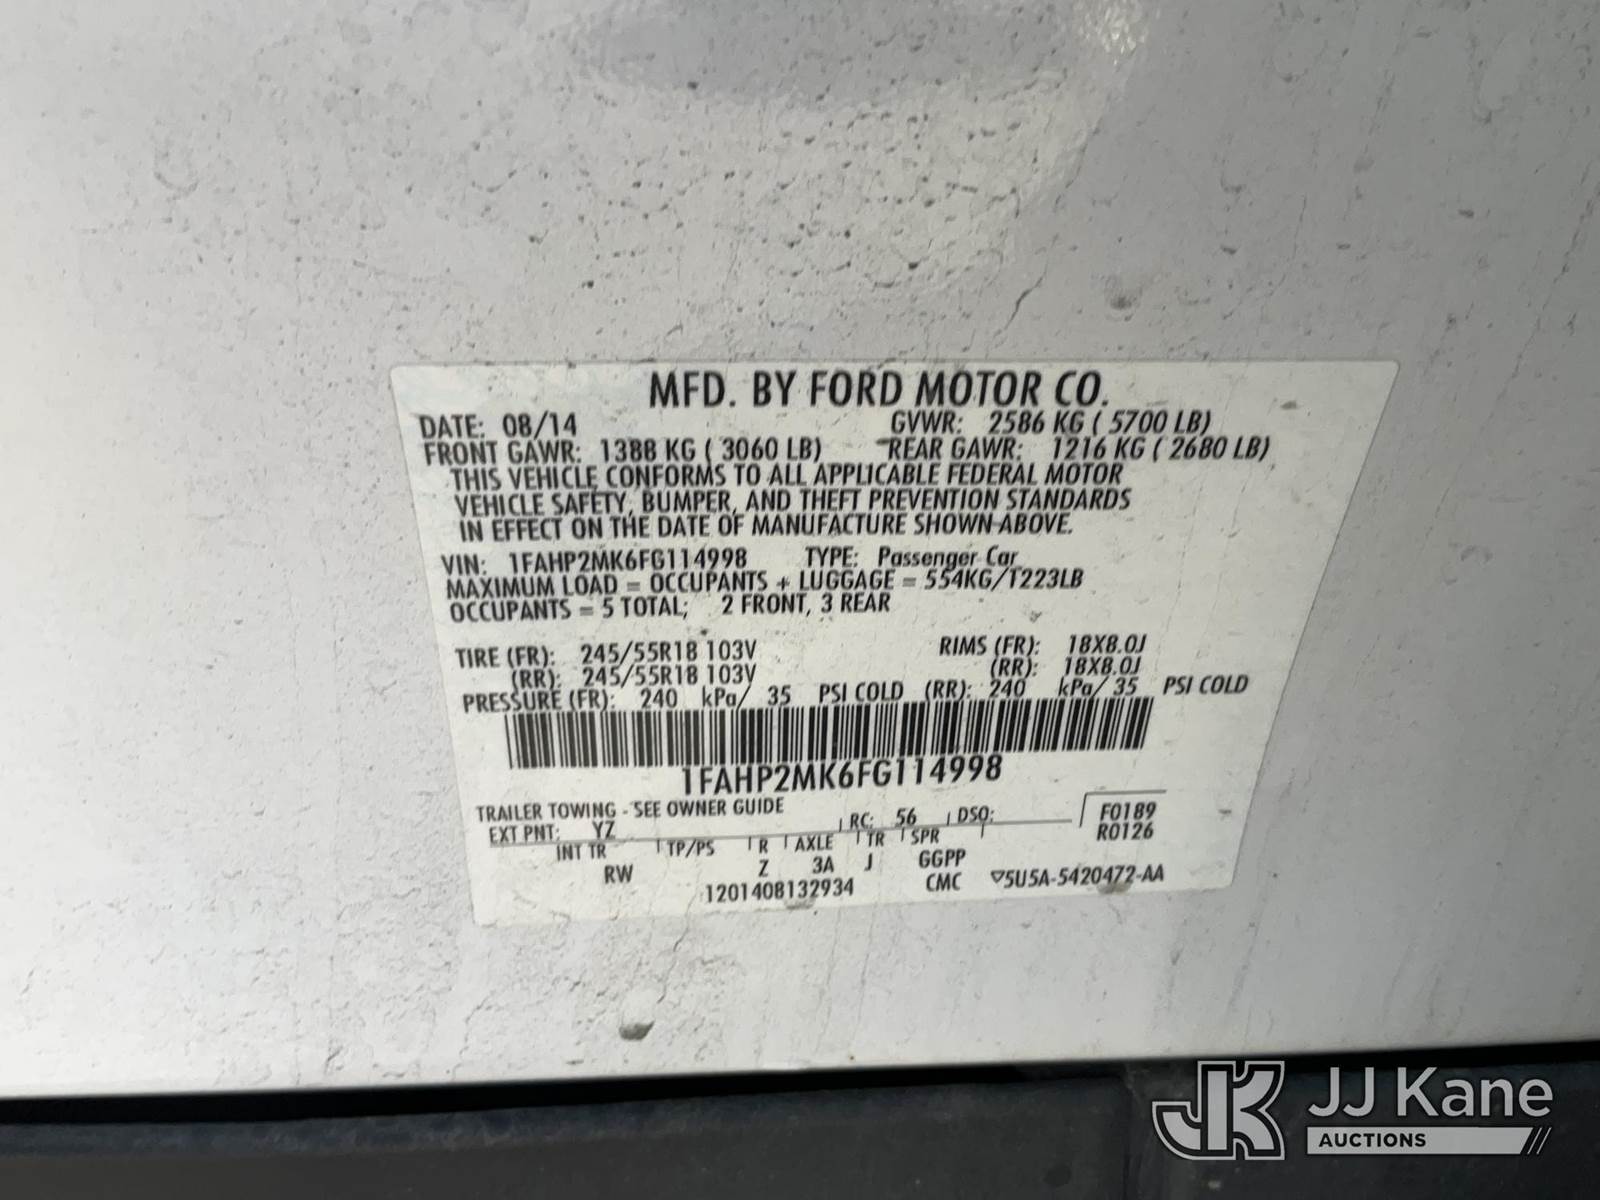 MFD. BY FORD MOTOR CO.
DATE: 08/14 GVWR: 2586 KG ( 5700 LB)
FRONT GAWR: 1388 KG ( 3060 LB) REAR GAWR: 1216 KG ( 2680 LB)
THIS VEHICLE CONFORMS TO ALL APPLICABLE FEDERAL MOTOR
VEHICLE SAFETY, BUMPER, AND THEFT PREVENTION STANDARDS
IN EFFECT ON THE DATE OF MANUFACTURE SHOWN ABOVE.
VIN: 1FAHP2MK6FG114998 TYPE: Passenger Car
MAXIMUM LOAD = OCCUPANTS + LUGGAGE = 554KG/1223LB
OCCUPANTS = 5 TOTAL; 2 FRONT, 3 REAR
TIRE (FR): 245/55R18 103V RIMS (FR): 18X8.0J
(RR): 245/55R18 103V (RR): 18X8.0J
PRESSURE (FR): 240 kPa/ 35 PSI COLD (RR): 240 kPa/ 35 PSI COLD
1FAHP2MK6FG114998
TRAILER TOWING - SEE OWNER GUIDE
EXT PNT: YZ RC: 56 DSO: F0189
R0126
INT TR TP/PS R AXLE TR SPR
RW Z 3A J GGPP
1201408132934 CMC ▽5U5A-5420472-AA
JK JJ Kane
AUCTIONS